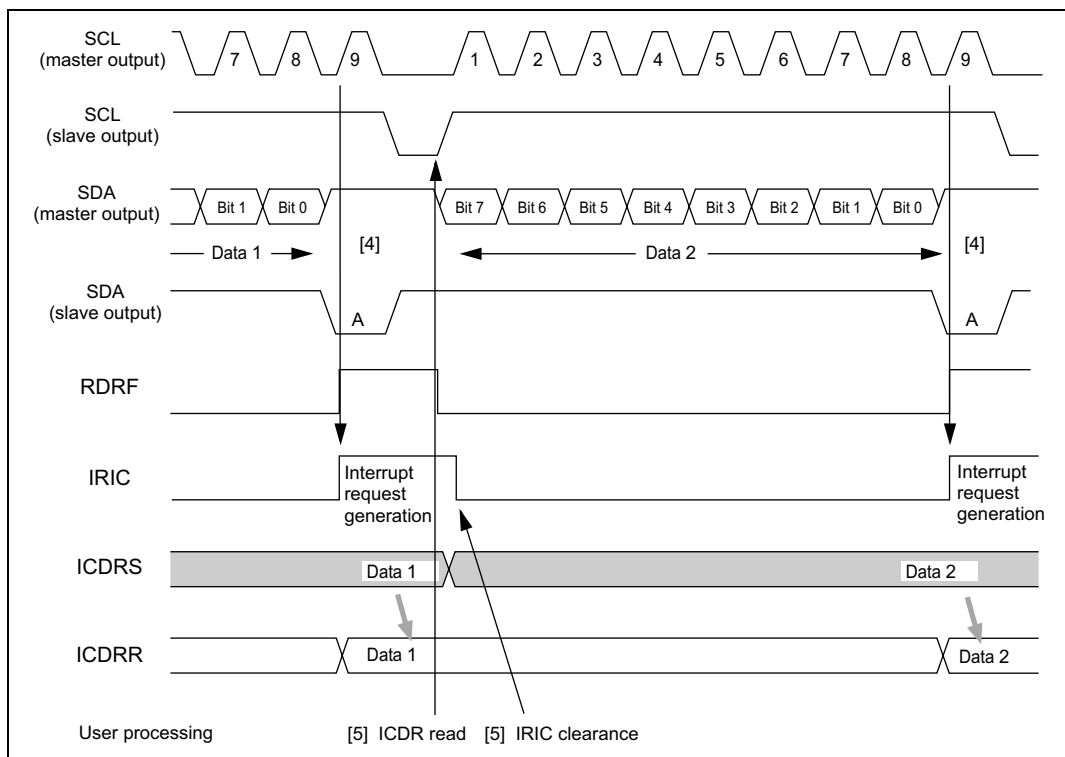 SCL
(master output)
7 8 9 1 2 3 4 5 6 7 8 9
SCL
(slave output)
SDA
(master output)
Bit 1 Bit 0 Bit 7 Bit 6 Bit 5 Bit 4 Bit 3 Bit 2 Bit 1 Bit 0
Data 1 [4] Data 2 [4]
SDA
(slave output)
A A
RDRF
IRIC
Interrupt
request
generation
Interrupt
request
generation
ICDRS
Data 1 Data 2
ICDRR
Data 1 Data 2
User processing [5] ICDR read [5] IRIC clearance